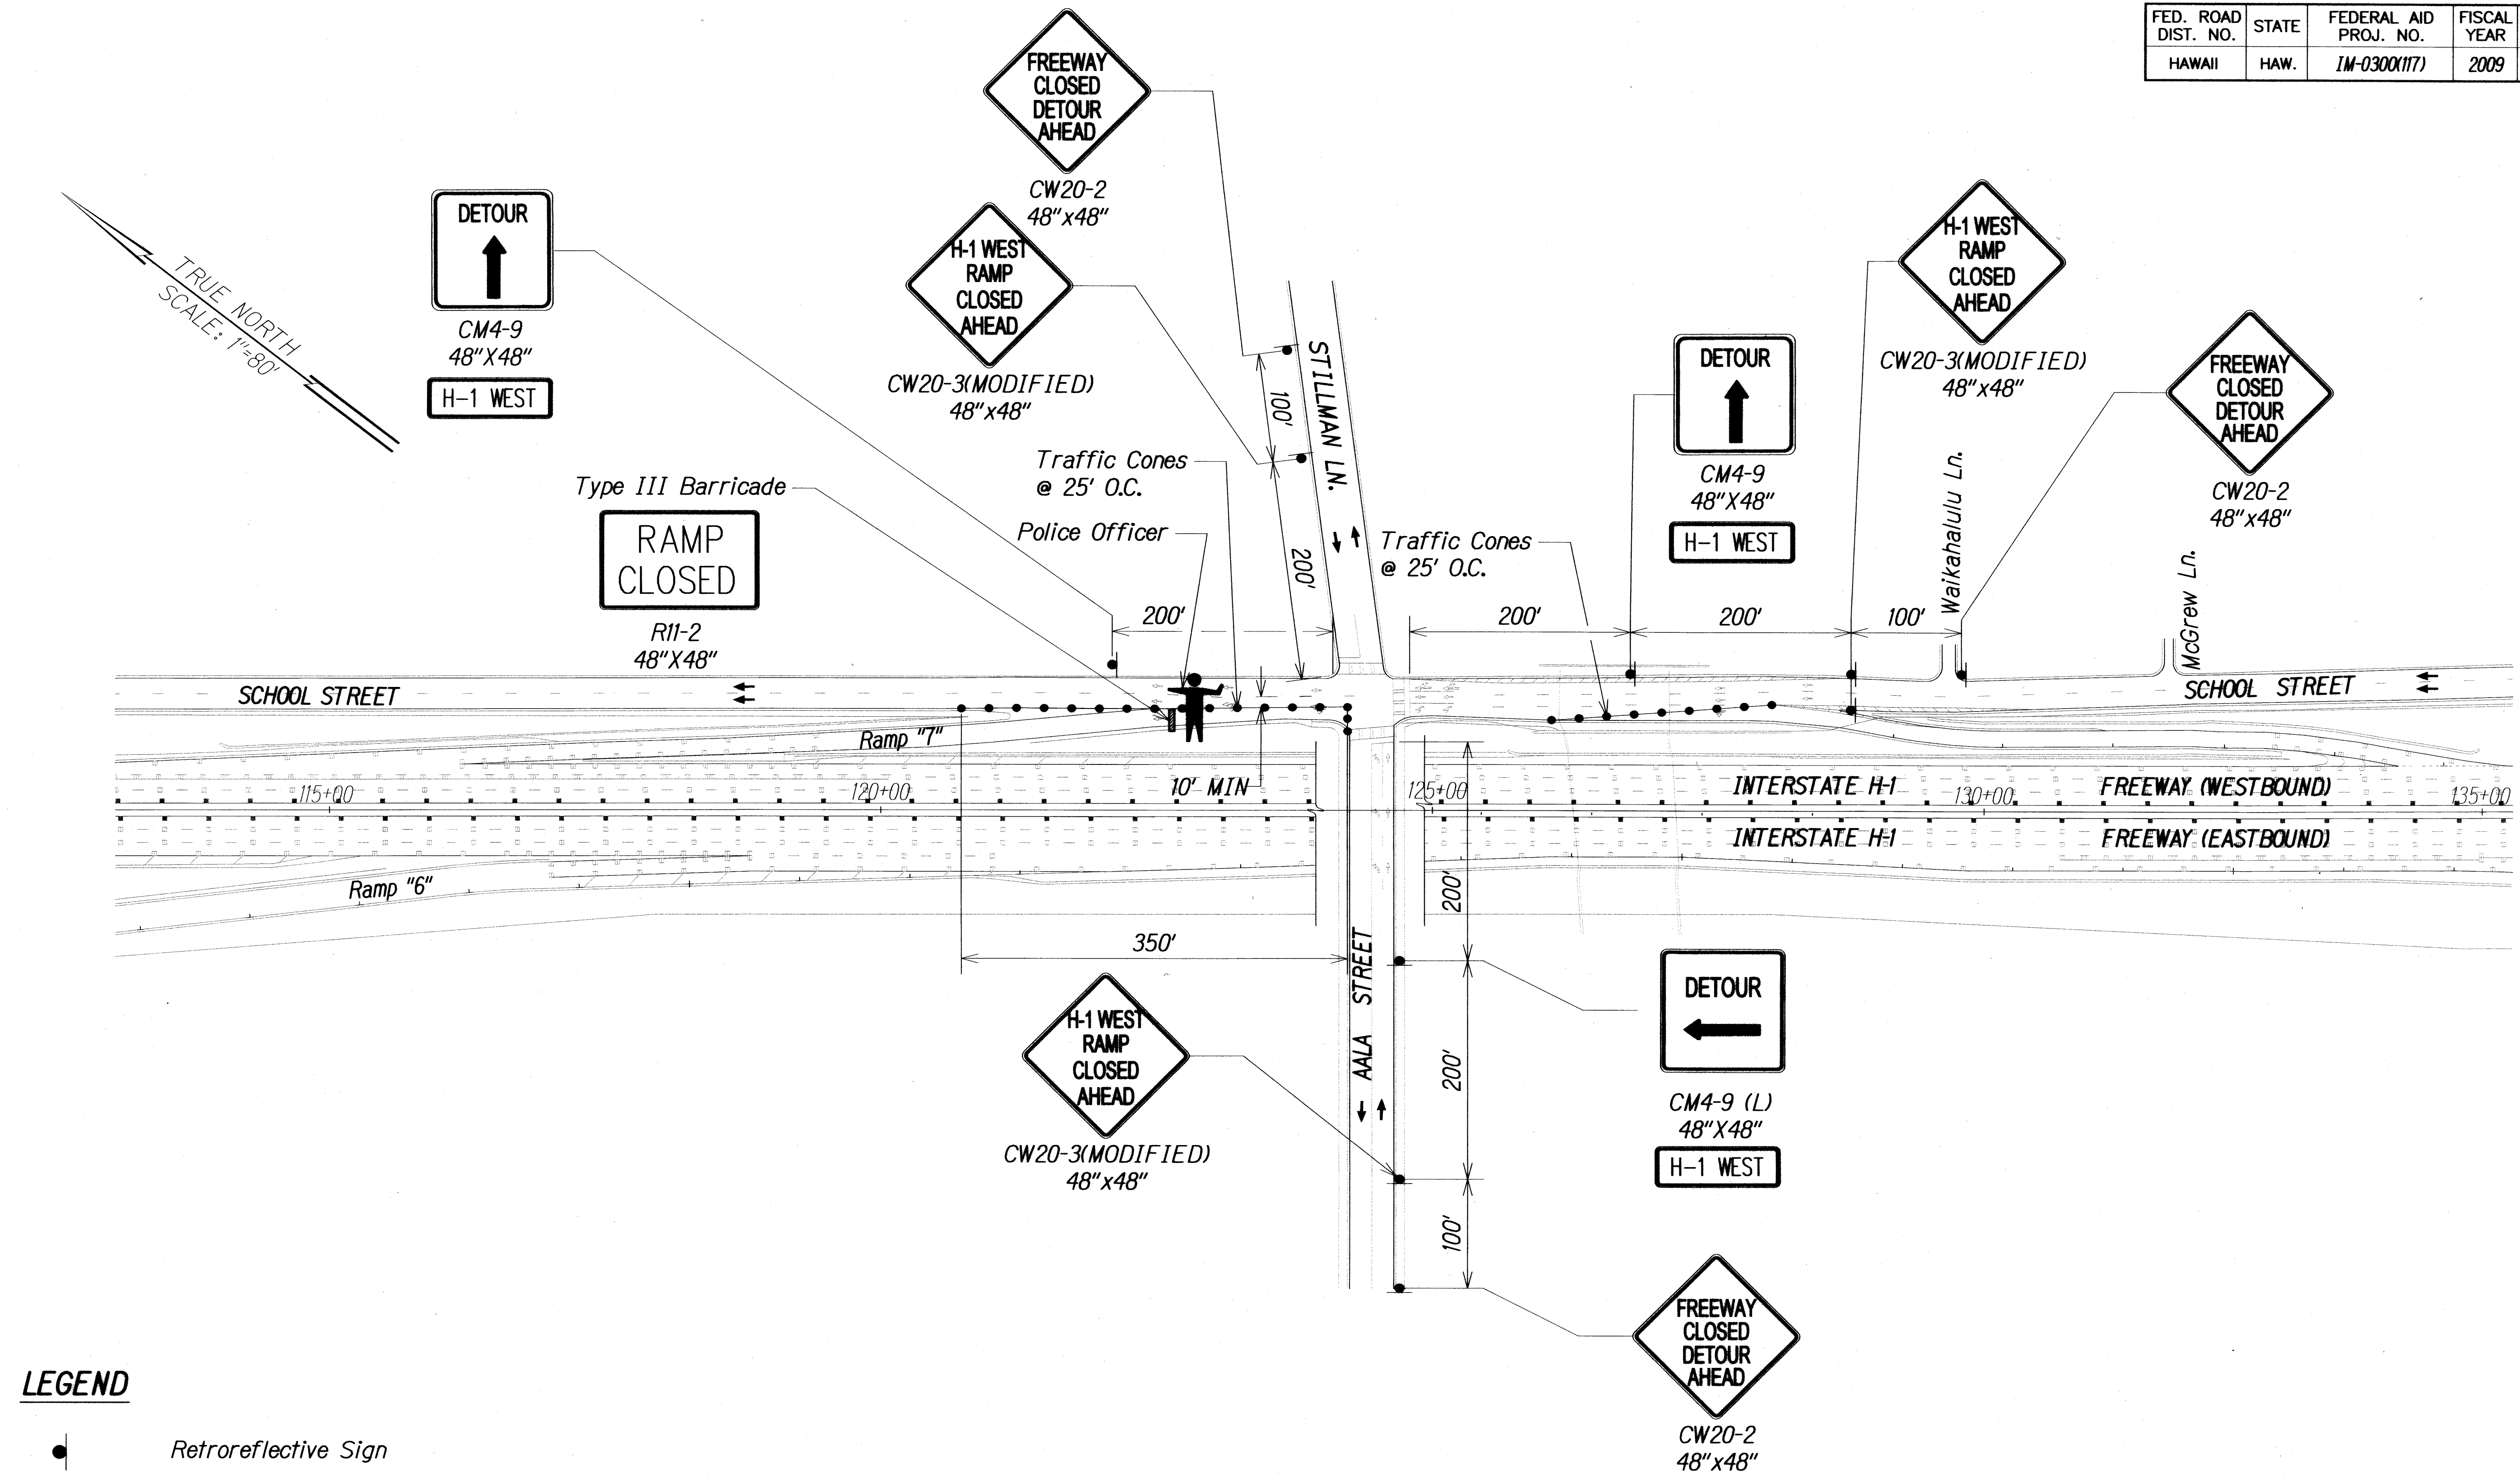 FED. ROAD DIST. NO. STATE FEDERAL AID PROJ. NO. FISCAL YEAR
HAWAII HAW. IM-0300(117) 2009
FREEWAY
CLOSED
DETOUR
AHEAD
CW20-2
48"x48"
DETOUR
CM4-9
48"X48"
H-1 WEST
H-1 WEST
RAMP
CLOSED
AHEAD
CW20-3(MODIFIED)
48"x48"
H-1 WEST
RAMP
CLOSED
AHEAD
CW20-3(MODIFIED)
48"x48"
TRUE NORTH
SCALE: 1"=80'
DETOUR
CM4-9
48"X48"
H-1 WEST
FREEWAY
CLOSED
DETOUR
AHEAD
CW20-2
48"x48"
STILLMAN LN.
100'
200'
Traffic Cones
@ 25' O.C.
Type III Barricade
Police Officer
RAMP
CLOSED
R11-2
48"X48"
Traffic Cones
@ 25' O.C.
Waikahalulu Ln.
McGrew Ln.
200'
200'
200'
100'
SCHOOL STREET
SCHOOL STREET
Ramp "7"
10' MIN
115+00
120+00
125+00
130+00
135+00
INTERSTATE H-1 FREEWAY (WESTBOUND)
INTERSTATE H-1 FREEWAY (EASTBOUND)
Ramp "6"
350'
200'
AALA STREET
200'
100'
DETOUR
CM4-9 (L)
48"X48"
H-1 WEST
H-1 WEST
RAMP
CLOSED
AHEAD
CW20-3(MODIFIED)
48"x48"
FREEWAY
CLOSED
DETOUR
AHEAD
CW20-2
48"x48"
LEGEND
Retroreflective Sign